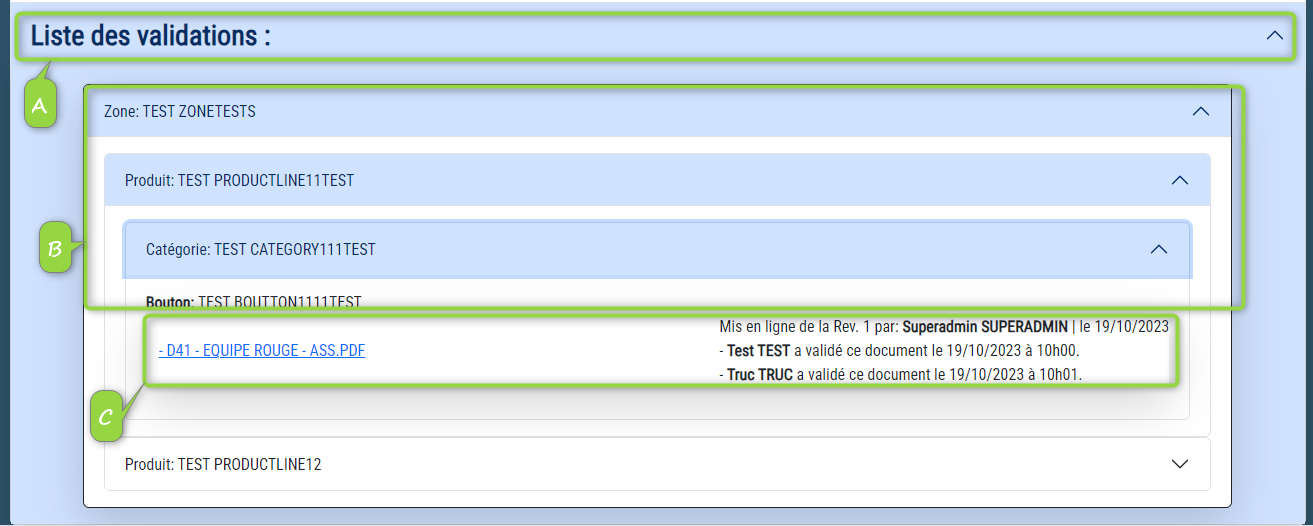 Liste des validations :
A
Zone: TEST ZONETESTS
Produit: TEST PRODUCTLINE11TEST
B
Catégorie: TEST CATEGORY111TEST
Bouton: TEST BOUTTON1111TEST
Mis en ligne de la Rev. 1 par: Superadmin SUPERADMIN | le 19/10/2023
- D41 - EQUIPE ROUGE - ASS.PDF
- Test TEST a validé ce document le 19/10/2023 à 10h00.
- Truc TRUC a validé ce document le 19/10/2023 à 10h01.
C
Produit: TEST PRODUCTLINE12